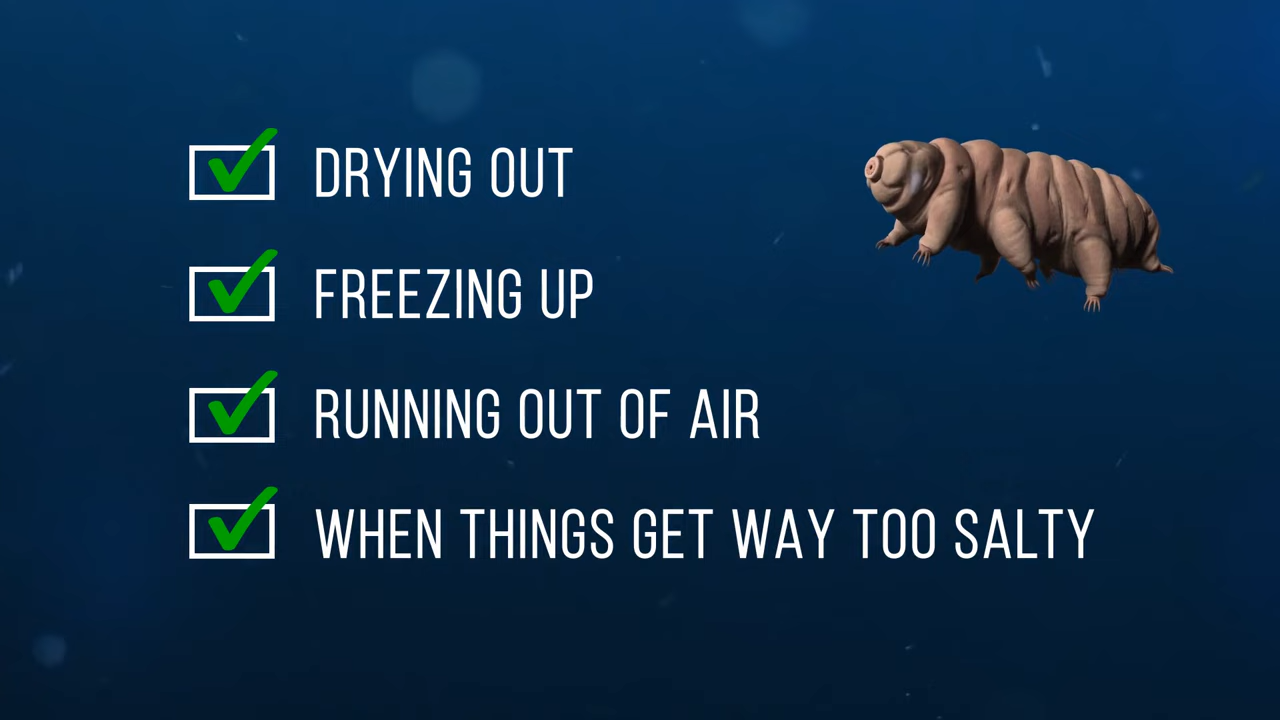 DRYING OUT
FREEZING UP
RUNNING OUT OF AIR
WHEN THINGS GET WAY TOO SALTY